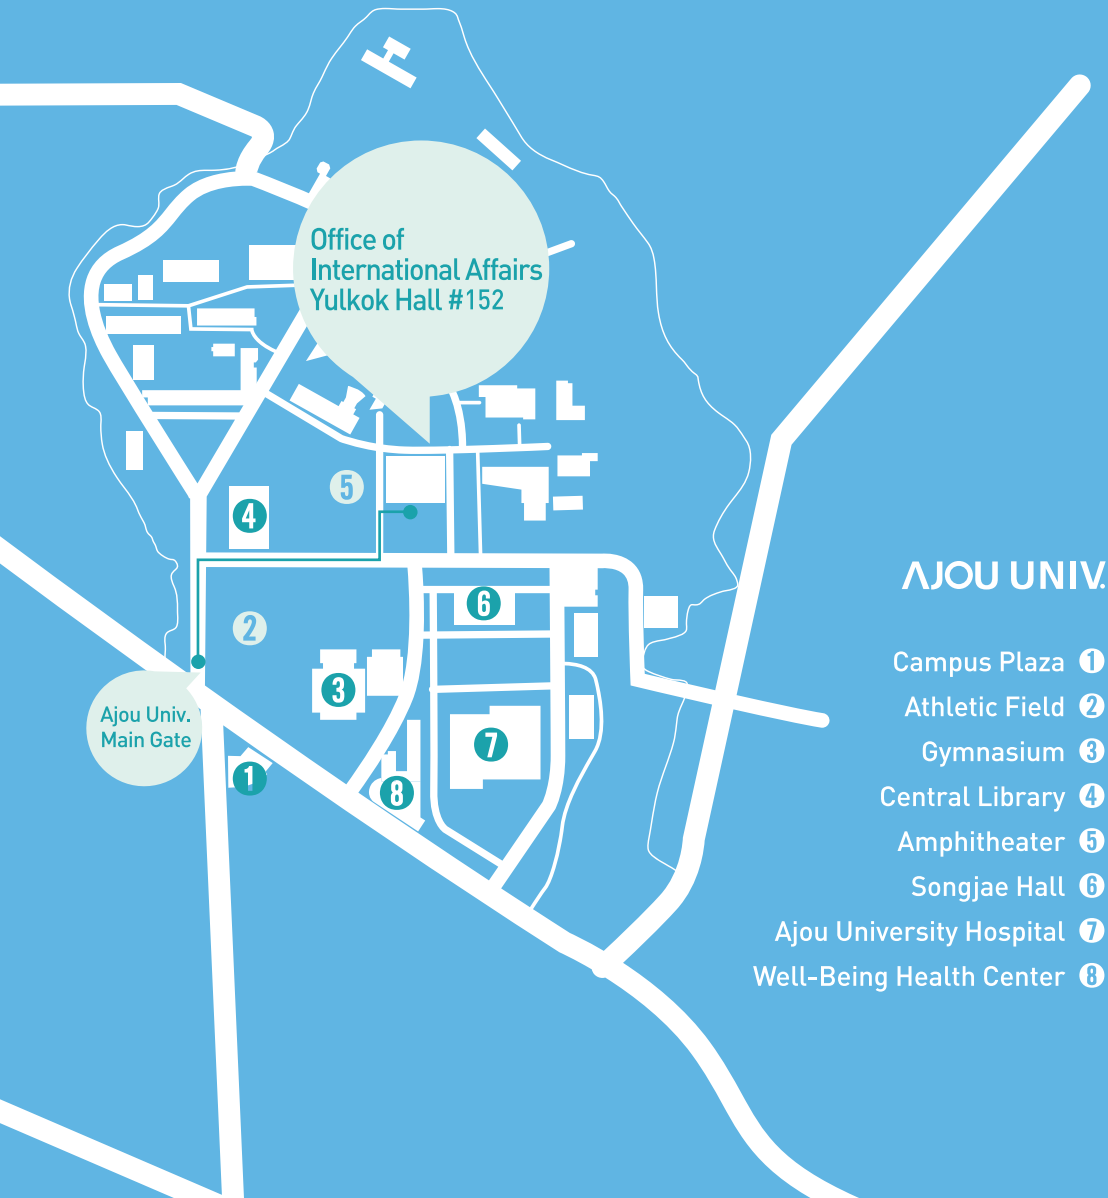 Office of
International Affairs
Yulkok Hall #152
5
4
6
2
3
Ajou Univ.
Main Gate
7
1
8
AJOU UNIV.
Campus Plaza 1
Athletic Field 2
Gymnasium 3
Central Library 4
Amphitheater 5
Songjae Hall 6
Ajou University Hospital 7
Well-Being Health Center 8